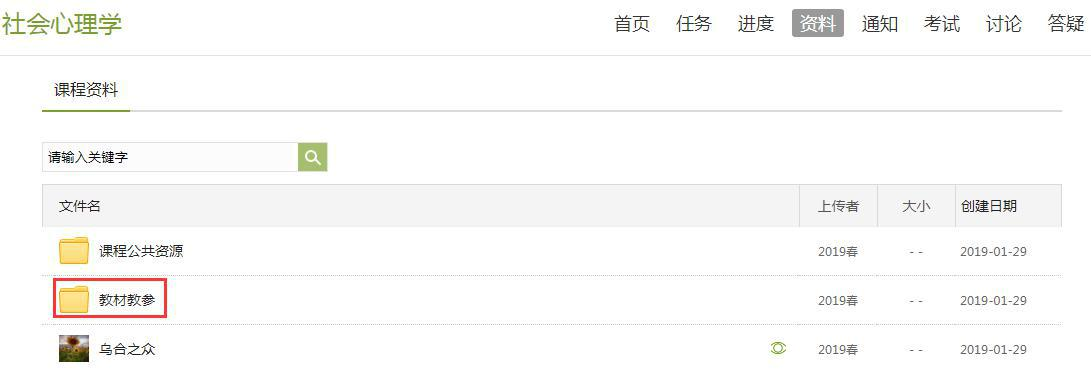 社会心理学 首页 任务 进度 资料 通知 考试 讨论 答疑
课程资料
请输入关键字
文件名 上传者 大小 创建日期
课程公共资源 2019春 - - 2019-01-29
教材教参 2019春 - - 2019-01-29
乌合之众 2019春 - - 2019-01-29